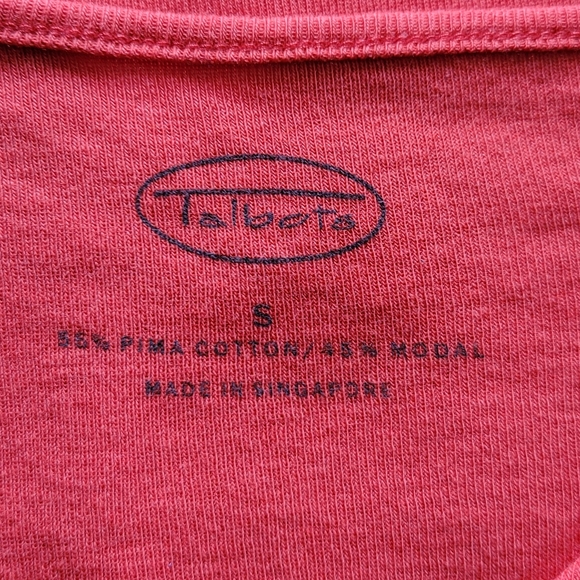 Talbots
S
55% PIMA COTTON/45% MODAL
MADE IN SINGAPORE